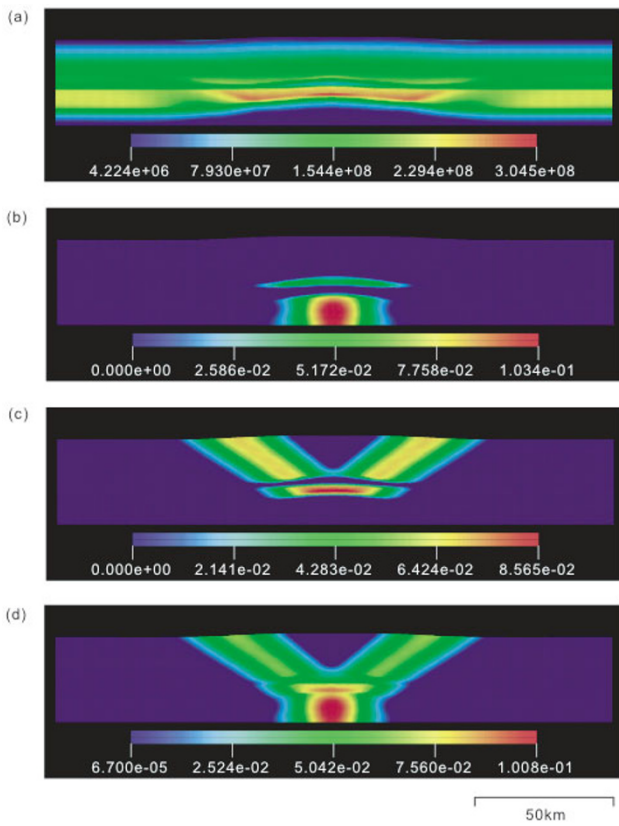 (a)
4.224e+06 7.930e+07 1.544e+08 2.294e+08 3.045e+08
(b)
0.000e+00 2.586e-02 5.172e-02 7.758e-02 1.034e-01
(c)
0.000e+00 2.141e-02 4.283e-02 6.424e-02 8.565e-02
(d)
6.700e-05 2.524e-02 5.042e-02 7.560e-02 1.008e-01
50km